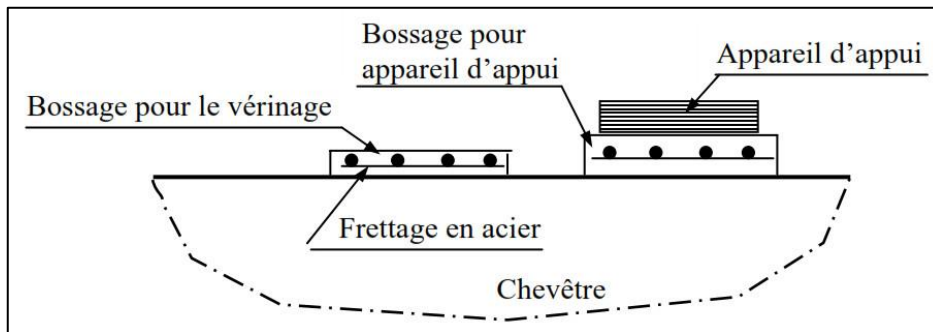 Bossage pour
appareil d'appui
Appareil d'appui
Bossage pour le vérinage
Frettage en acier
Chevêtre